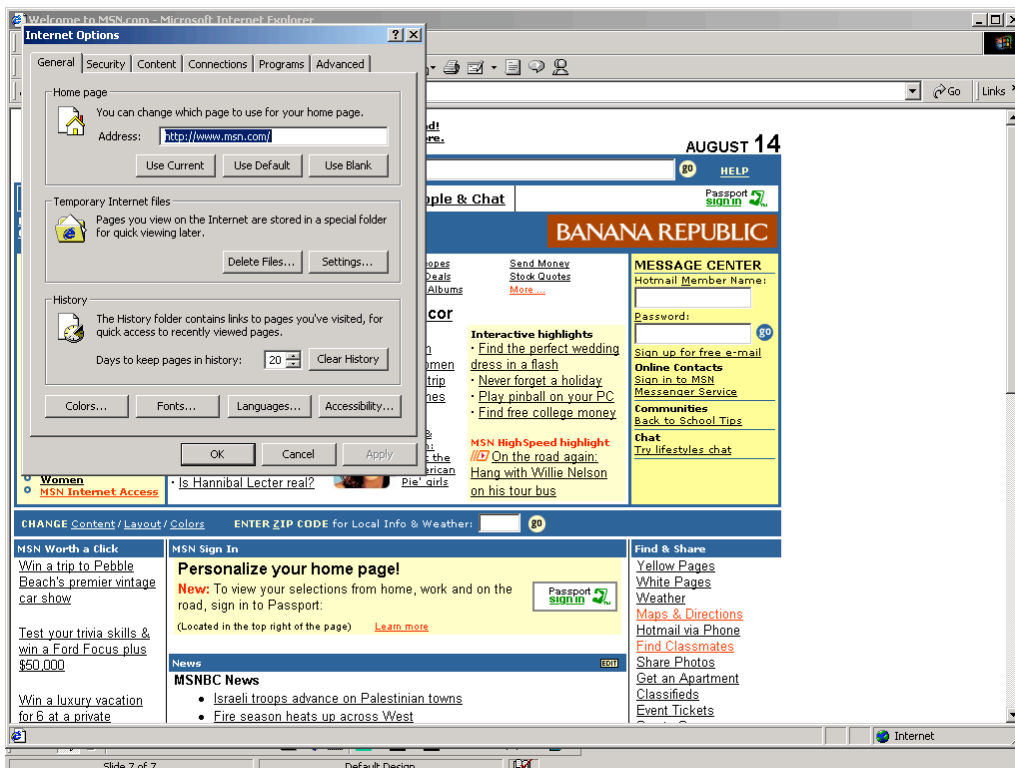 Welcome to MSN.com - Microsoft Internet Explorer
Internet Options
General Security Content Connections Programs Advanced
Home page
You can change which page to use for your home page.
Address: http://www.msn.com/
Use Current Use Default Use Blank
Temporary Internet files
Pages you view on the Internet are stored in a special folder
for quick viewing later.
Delete Files... Settings...
History
The History folder contains links to pages you've visited, for
quick access to recently viewed pages.
Days to keep pages in history: 20 Clear History
Colors... Fonts... Languages... Accessibility...
OK Cancel Apply
Go Links
AUGUST 14
go HELP
& Chat
Passport
sign in
BANANA REPUBLIC
Send Money
Deals Stock Quotes
Albums More ...
Interactive highlights
· Find the perfect wedding
dress in a flash
trip · Never forget a holiday
· Play pinball on your PC
· Find free college money
MSN HighSpeed highlight
the On the road again:
Hang with Willie Nelson
Pie' girls on his tour bus
MESSAGE CENTER
Hotmail Member Name:
Password:
go
Sign up for free e-mail
Online Contacts
Sign in to MSN
Messenger Service
Communities
Back to School Tips
Chat
Try lifestyles chat
Women
MSN Internet Access
· Is Hannibal Lecter real?
CHANGE Content / Layout / Colors ENTER ZIP CODE for Local Info & Weather: go
MSN Worth a Click
Win a trip to Pebble
Beach's premier vintage
car show
Test your trivia skills &
win a Ford Focus plus
$50,000
Win a luxury vacation
for 6 at a private
MSN Sign In
Personalize your home page!
New: To view your selections from home, work and on the
road, sign in to Passport:
(Located in the top right of the page) Learn more
Passport
sign in
News EDIT
MSNBC News
• Israeli troops advance on Palestinian towns
• Fire season heats up across West
Find & Share
Yellow Pages
White Pages
Weather
Maps & Directions
Hotmail via Phone
Find Classmates
Share Photos
Get an Apartment
Classifieds
Event Tickets
Internet
Slide 7 of 7 Default Design